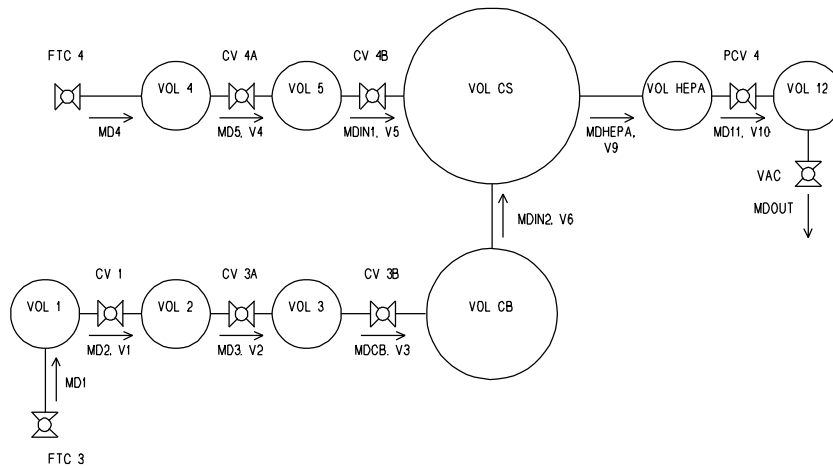 FTC 4
CV 4A
CV 4B
PCV 4
VOL 4
VOL 5
VOL CS
VOL HEPA
VOL 12
MD4
MD5, V4
MDIN1, V5
MDHEPA,
V9
MD11, V10
VAC
MDOUT
MDIN2, V6
CV 1
CV 3A
CV 3B
VOL 1
VOL 2
VOL 3
VOL CB
MD2, V1
MD3, V2
MDCB, V3
MD1
FTC 3